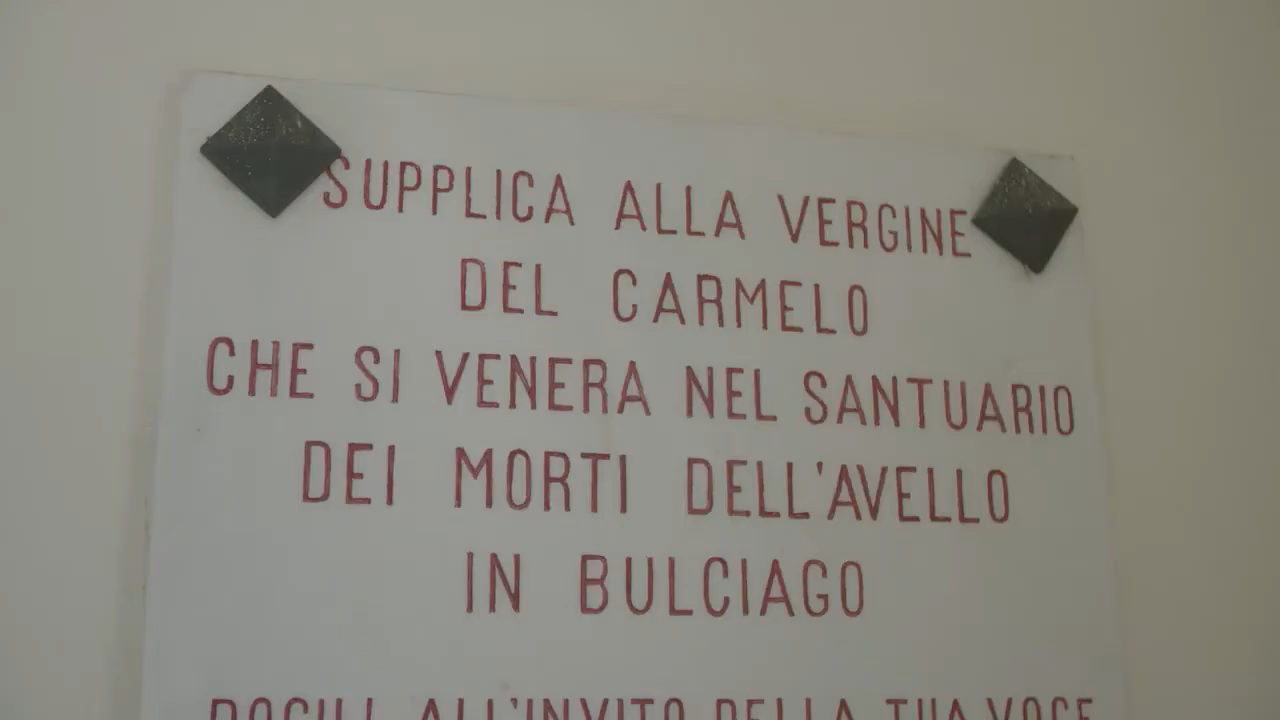 SUPPLICA ALLA VERGINE
DEL CARMELO
CHE SI VENERA NEL SANTUARIO
DEI MORTI DELL'AVELLO
IN BULCIAGO
DOCILI ALL'INVITO DELLA TUA VOCE